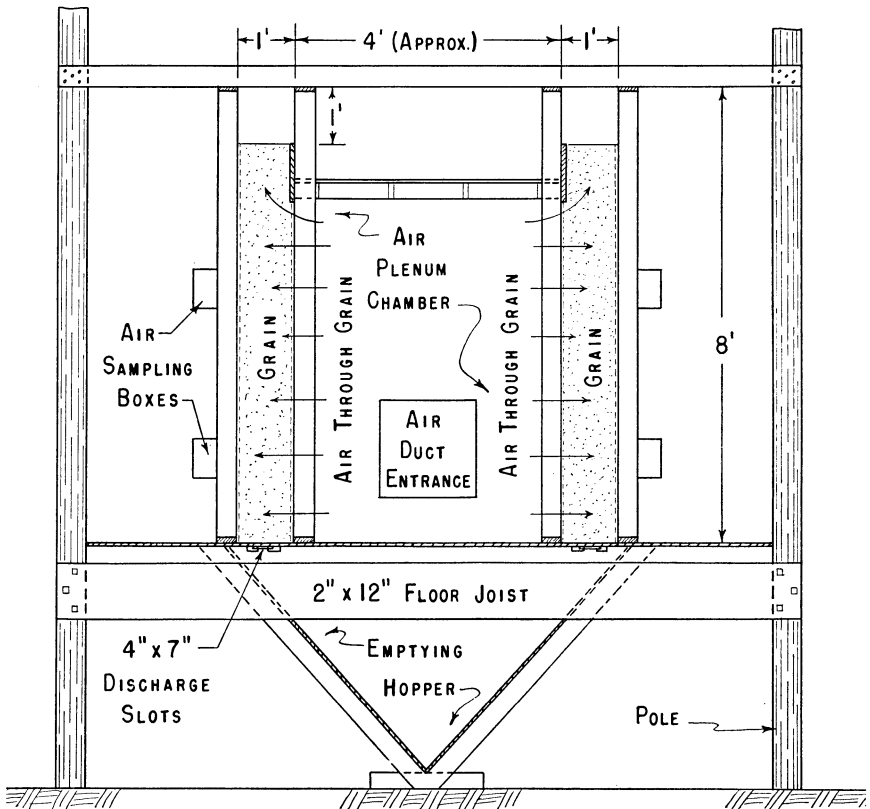 1'
4' (APPROX.)
1'
1'
AIR
PLENUM
CHAMBER
AIR
SAMPLING
BOXES
GRAIN
AIR THROUGH GRAIN
AIR THROUGH GRAIN
GRAIN
8'
AIR
DUCT
ENTRANCE
2" x 12" FLOOR JOIST
4" x 7"
DISCHARGE
SLOTS
EMPTYING
HOPPER
POLE